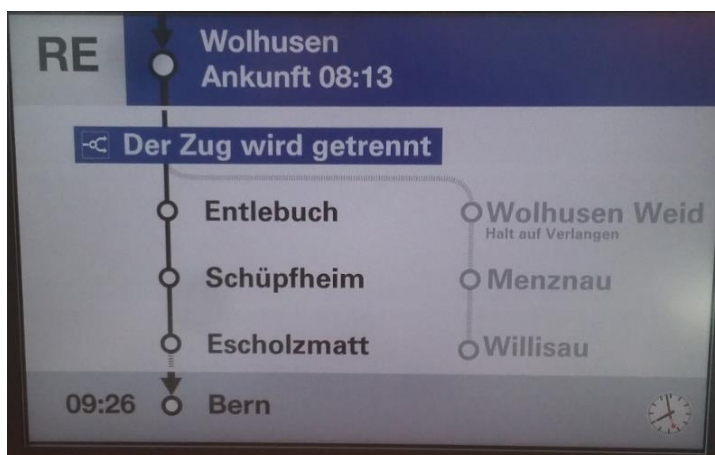 RE
Wolhusen
Ankunft 08:13
Der Zug wird getrennt
Entlebuch
Wolhusen Weid
Halt auf Verlangen
Schüpfheim
Menznau
Escholzmatt
Willisau
09:26 Bern